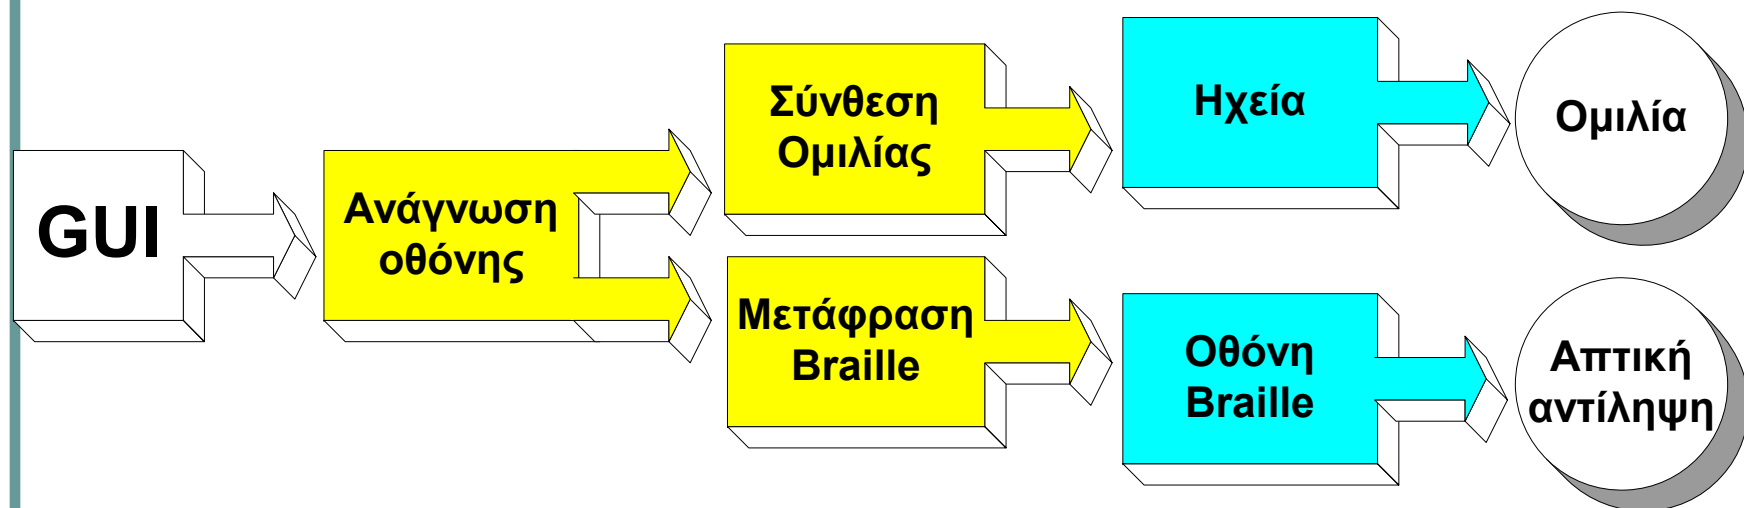 GUI
Ανάγνωση
οθόνης
Σύνθεση
Ομιλίας
Ηχεία
Ομιλία
Μετάφραση
Braille
Οθόνη
Braille
Απτική
αντίληψη